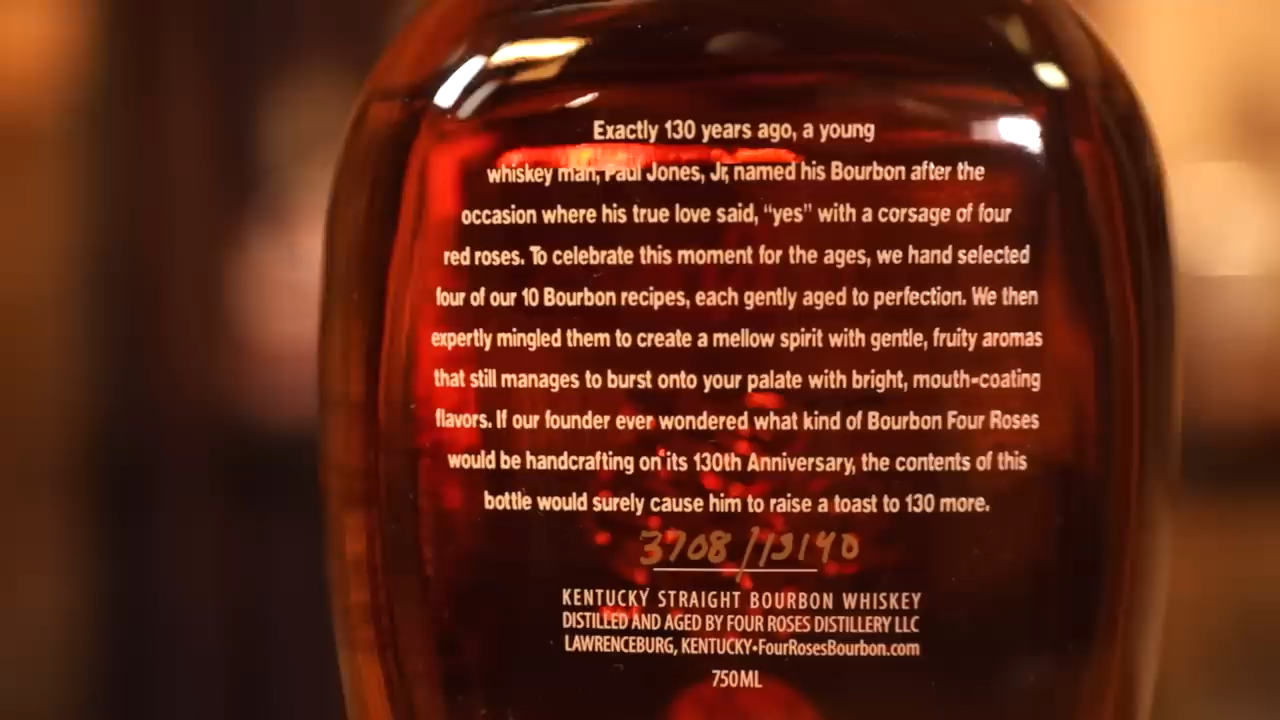 Exactly 130 years ago, a young
whiskey man, Paul Jones, Jr, named his Bourbon after the
occasion where his true love said, “yes” with a corsage of four
red roses. To celebrate this moment for the ages, we hand selected
four of our 10 Bourbon recipes, each gently aged to perfection. We then
expertly mingled them to create a mellow spirit with gentle, fruity aromas
that still manages to burst onto your palate with bright, mouth-coating
flavors. If our founder ever wondered what kind of Bourbon Four Roses
would be handcrafting on its 130th Anniversary, the contents of this
bottle would surely cause him to raise a toast to 130 more.
3708/13140
KENTUCKY STRAIGHT BOURBON WHISKEY
DISTILLED AND AGED BY FOUR ROSES DISTILLERY LLC
LAWRENCEBURG, KENTUCKY•FourRosesBourbon.com
750ML